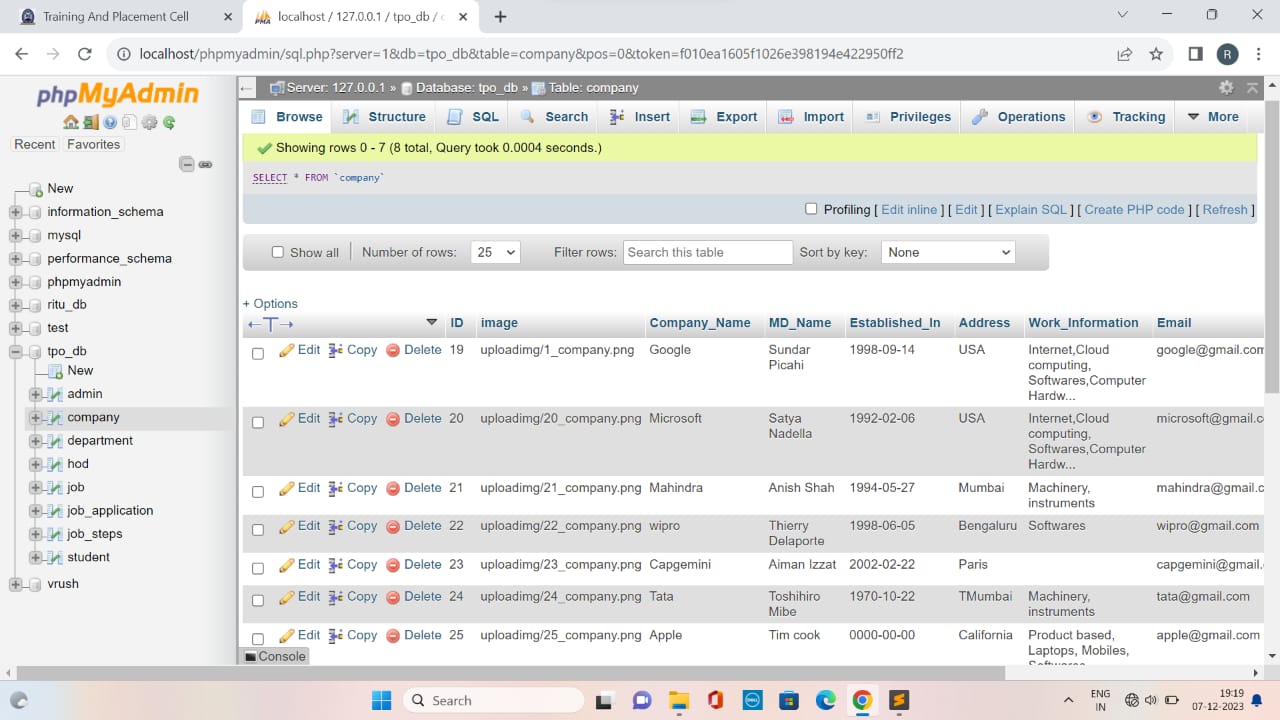 Training And Placement Cell
localhost / 127.0.0.1 / tpo_db / c
localhost/phpmyadmin/sql.php?server=1&db=tpo_db&table=company&pos=0&token=f010ea1605f1026e398194e422950ff2
R
phpMyAdmin
Recent Favorites
New
information_schema
mysql
performance_schema
phpmyadmin
ritu_db
test
tpo_db
New
admin
company
department
hod
job
job_application
job_steps
student
vrush
Server: 127.0.0.1 » Database: tpo_db » Table: company
Browse Structure SQL Search Insert Export Import Privileges Operations Tracking More
Showing rows 0 - 7 (8 total, Query took 0.0004 seconds.)
SELECT * FROM `company`
Profiling [ Edit inline ] [ Edit ] [ Explain SQL ] [ Create PHP code ] [ Refresh ]
Show all Number of rows: 25 Filter rows: Search this table Sort by key: None
+ Options
ID image Company_Name MD_Name Established_In Address Work_Information Email
Edit Copy Delete 19 uploadimg/1_company.png Google Sundar 1998-09-14 USA Internet,Cloud google@gmail.com
Picahi computing,
Softwares,Computer
Hardw...
Edit Copy Delete 20 uploadimg/20_company.png Microsoft Satya 1992-02-06 USA Internet,Cloud microsoft@gmail.c
Nadella computing,
Softwares,Computer
Hardw...
Edit Copy Delete 21 uploadimg/21_company.png Mahindra Anish Shah 1994-05-27 Mumbai Machinery, mahindra@gmail.c
instruments
Edit Copy Delete 22 uploadimg/22_company.png wipro Thierry 1998-06-05 Bengaluru Softwares wipro@gmail.com
Delaporte
Edit Copy Delete 23 uploadimg/23_company.png Capgemini Aiman Izzat 2002-02-22 Paris capgemini@gmail.
Edit Copy Delete 24 uploadimg/24_company.png Tata Toshihiro 1970-10-22 TMumbai Machinery, tata@gmail.com
Mibe instruments
Edit Copy Delete 25 uploadimg/25_company.png Apple Tim cook 0000-00-00 California Product based, apple@gmail.com
Laptops, Mobiles,
Softwares
Console
Search
ENG
IN
19:19
07-12-2023